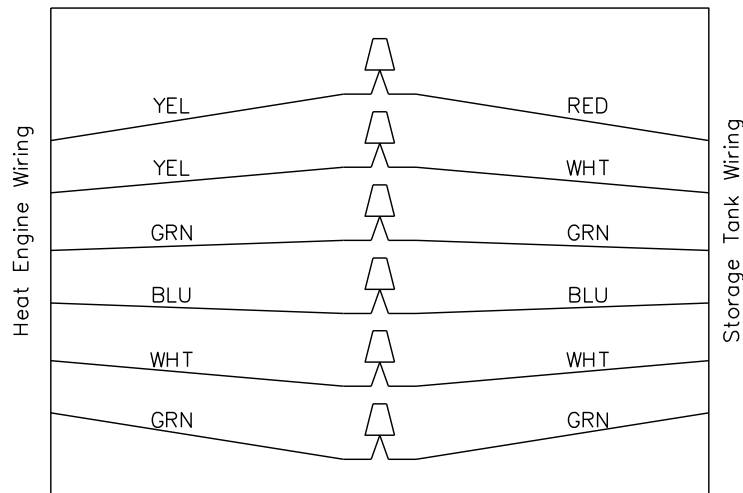 YEL RED
YEL WHT
GRN GRN
BLU BLU
WHT WHT
GRN GRN
Heat Engine Wiring
Storage Tank Wiring